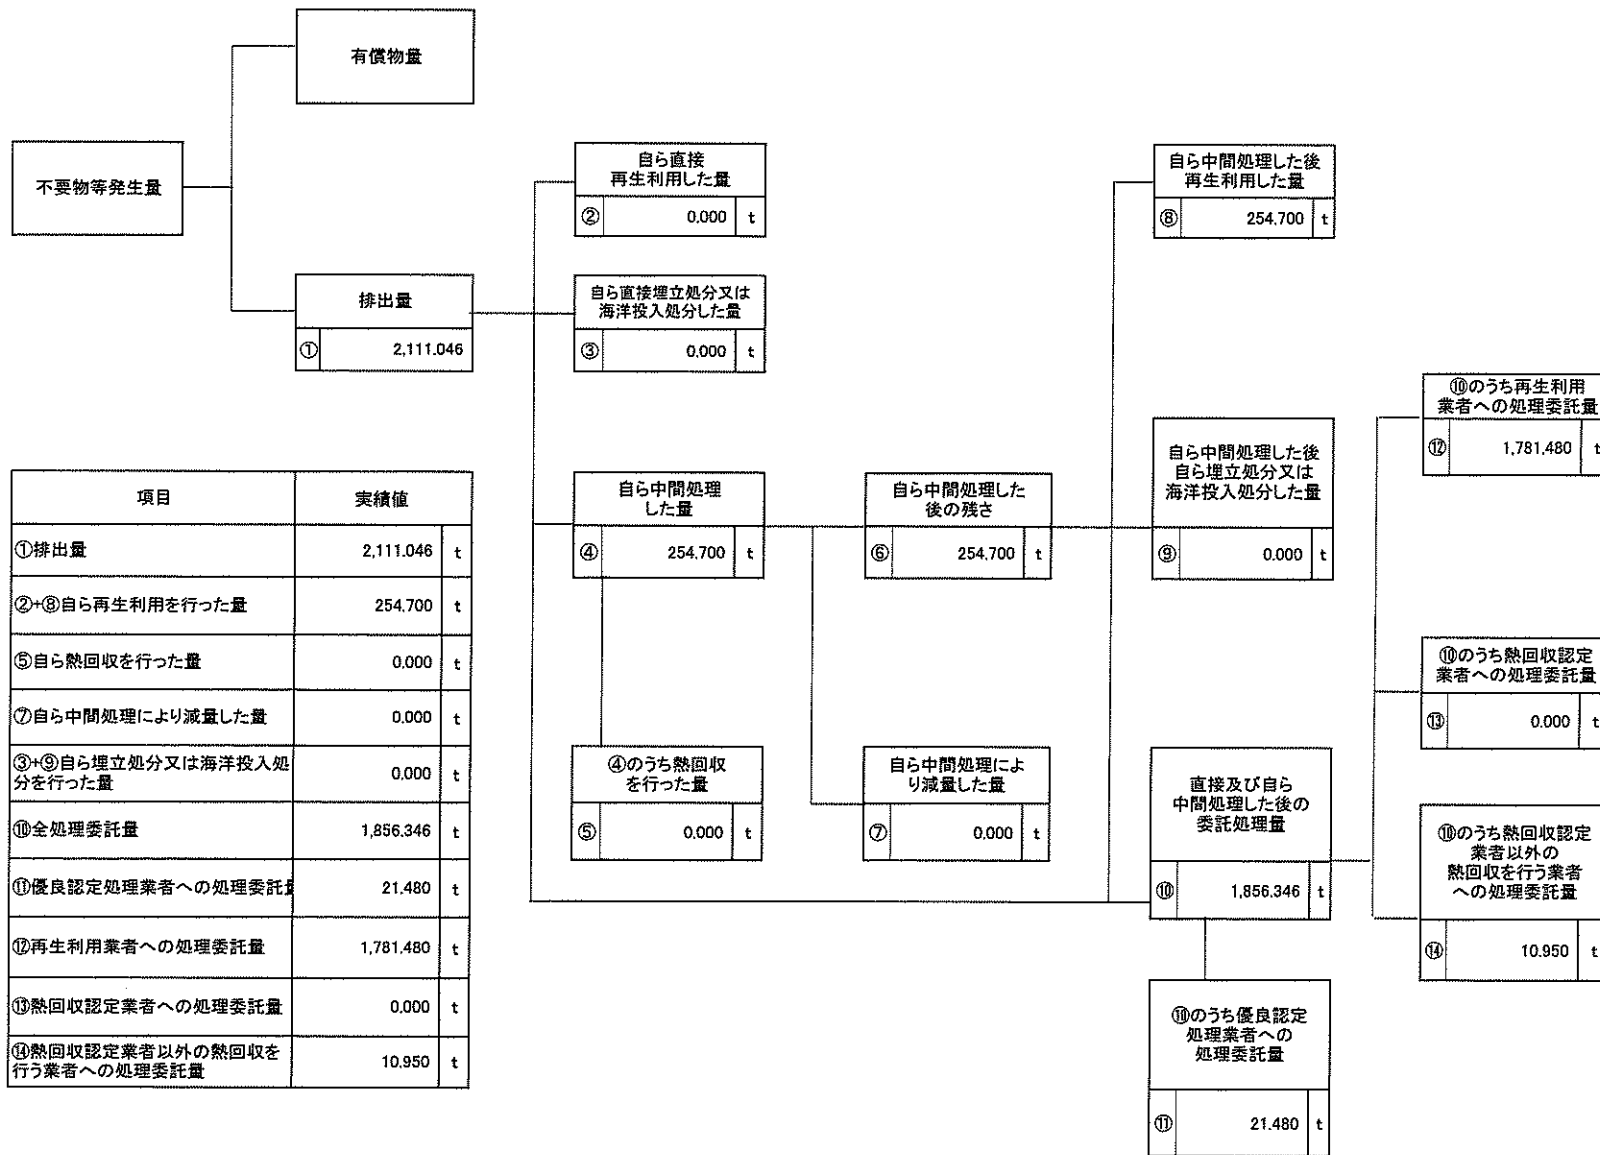 有償物量
不要物等発生量
排出量
① 2,111.046
自ら直接
再生利用した量
② 0.000 t
自ら直接埋立処分又は
海洋投入処分した量
③ 0.000 t
自ら中間処理
した量
④ 254.700 t
④のうち熱回収
を行った量
⑤ 0.000 t
自ら中間処理した
後の残さ
⑥ 254.700 t
自ら中間処理によ
り減量した量
⑦ 0.000 t
自ら中間処理した後
再生利用した量
⑧ 254.700 t
自ら中間処理した後
自ら埋立処分又は
海洋投入処分した量
⑨ 0.000 t
直接及び自ら
中間処理した後の
委託処理量
⑩ 1,856.346 t
⑩のうち優良認定
処理業者への
処理委託量
⑪ 21.480 t
⑩のうち再生利用
業者への処理委託量
⑫ 1,781.480 t
⑩のうち熱回収認定
業者への処理委託量
⑬ 0.000 t
⑩のうち熱回収認定
業者以外の
熱回収を行う業者
への処理委託量
⑭ 10.950 t
項目 実績値
①排出量 2,111.046 t
②+⑧自ら再生利用を行った量 254.700 t
⑤自ら熱回収を行った量 0.000 t
⑦自ら中間処理により減量した量 0.000 t
③+⑨自ら埋立処分又は海洋投入処
分を行った量 0.000 t
⑩全処理委託量 1,856.346 t
⑪優良認定処理業者への処理委託量 21.480 t
⑫再生利用業者への処理委託量 1,781.480 t
⑬熱回収認定業者への処理委託量 0.000 t
⑭熱回収認定業者以外の熱回収を
行う業者への処理委託量 10.950 t